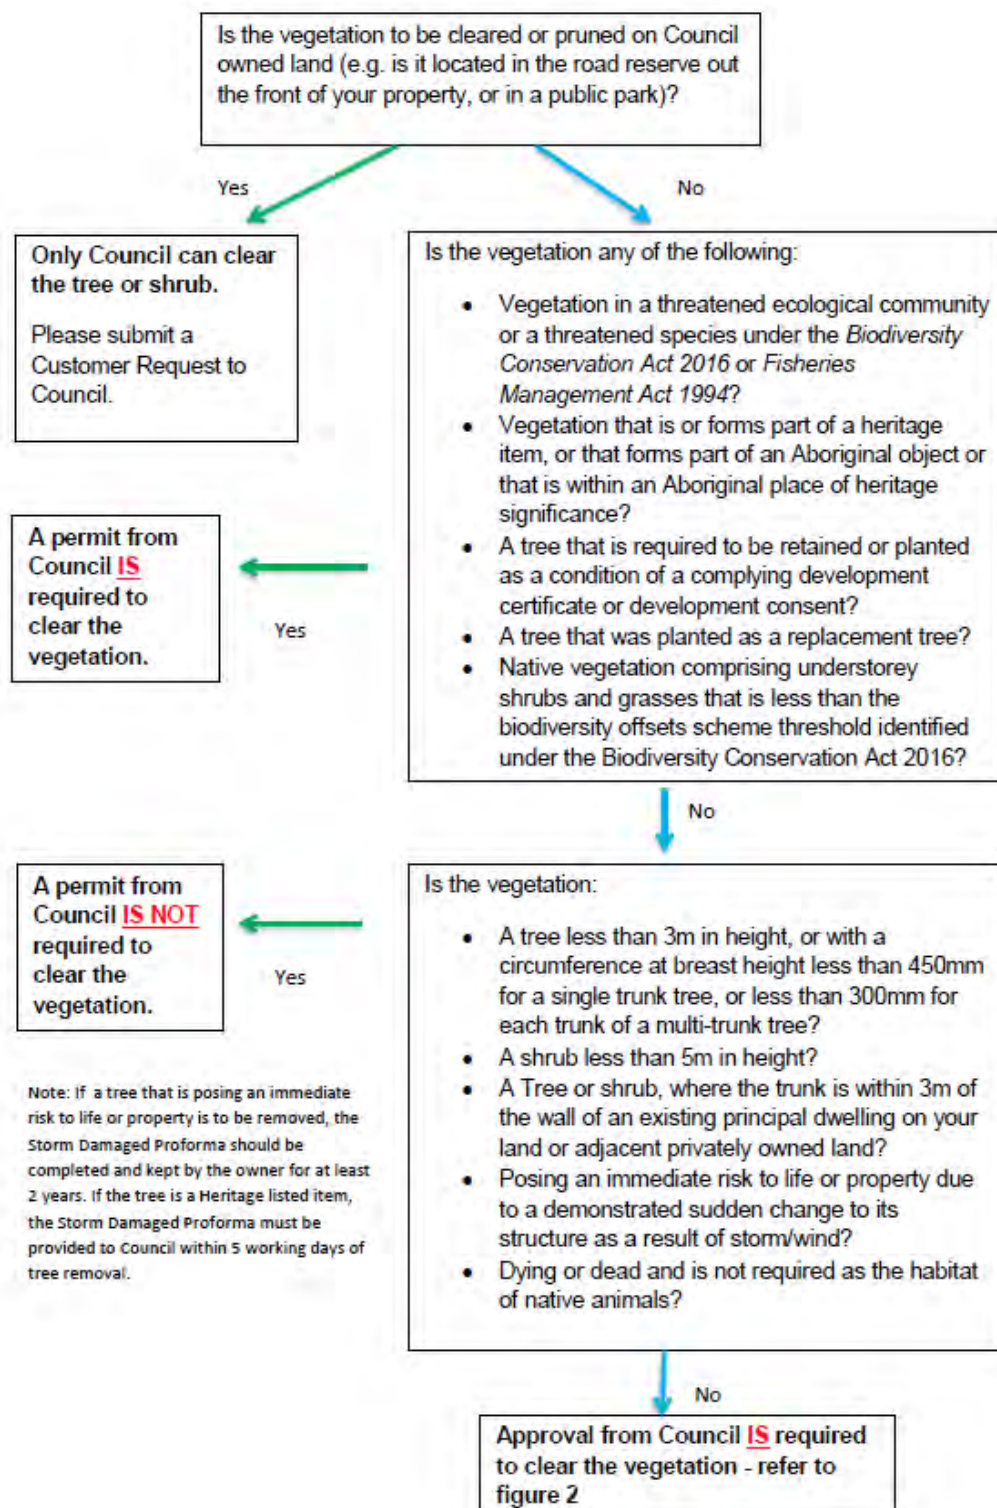 Is the vegetation to be cleared or pruned on Council
owned land (e.g. is it located in the road reserve out
the front of your property, or in a public park)?
Yes
No
Only Council can clear
the tree or shrub.
Please submit a
Customer Request to
Council.
Is the vegetation any of the following:
• Vegetation in a threatened ecological community
or a threatened species under the Biodiversity
Conservation Act 2016 or Fisheries
Management Act 1994?
• Vegetation that is or forms part of a heritage
item, or that forms part of an Aboriginal object or
that is within an Aboriginal place of heritage
significance?
• A tree that is required to be retained or planted
as a condition of a complying development
certificate or development consent?
• A tree that was planted as a replacement tree?
• Native vegetation comprising understorey
shrubs and grasses that is less than the
biodiversity offsets scheme threshold identified
under the Biodiversity Conservation Act 2016?
A permit from
Council IS
required to
clear the
vegetation.
Yes
No
A permit from
Council IS NOT
required to
clear the
vegetation.
Yes
Is the vegetation:
• A tree less than 3m in height, or with a
circumference at breast height less than 450mm
for a single trunk tree, or less than 300mm for
each trunk of a multi-trunk tree?
• A shrub less than 5m in height?
• A Tree or shrub, where the trunk is within 3m of
the wall of an existing principal dwelling on your
land or adjacent privately owned land?
• Posing an immediate risk to life or property due
to a demonstrated sudden change to its
structure as a result of storm/wind?
• Dying or dead and is not required as the habitat
of native animals?
Note: If a tree that is posing an immediate
risk to life or property is to be removed, the
Storm Damaged Proforma should be
completed and kept by the owner for at least
2 years. If the tree is a Heritage listed item,
the Storm Damaged Proforma must be
provided to Council within 5 working days of
tree removal.
No
Approval from Council IS required
to clear the vegetation - refer to
figure 2